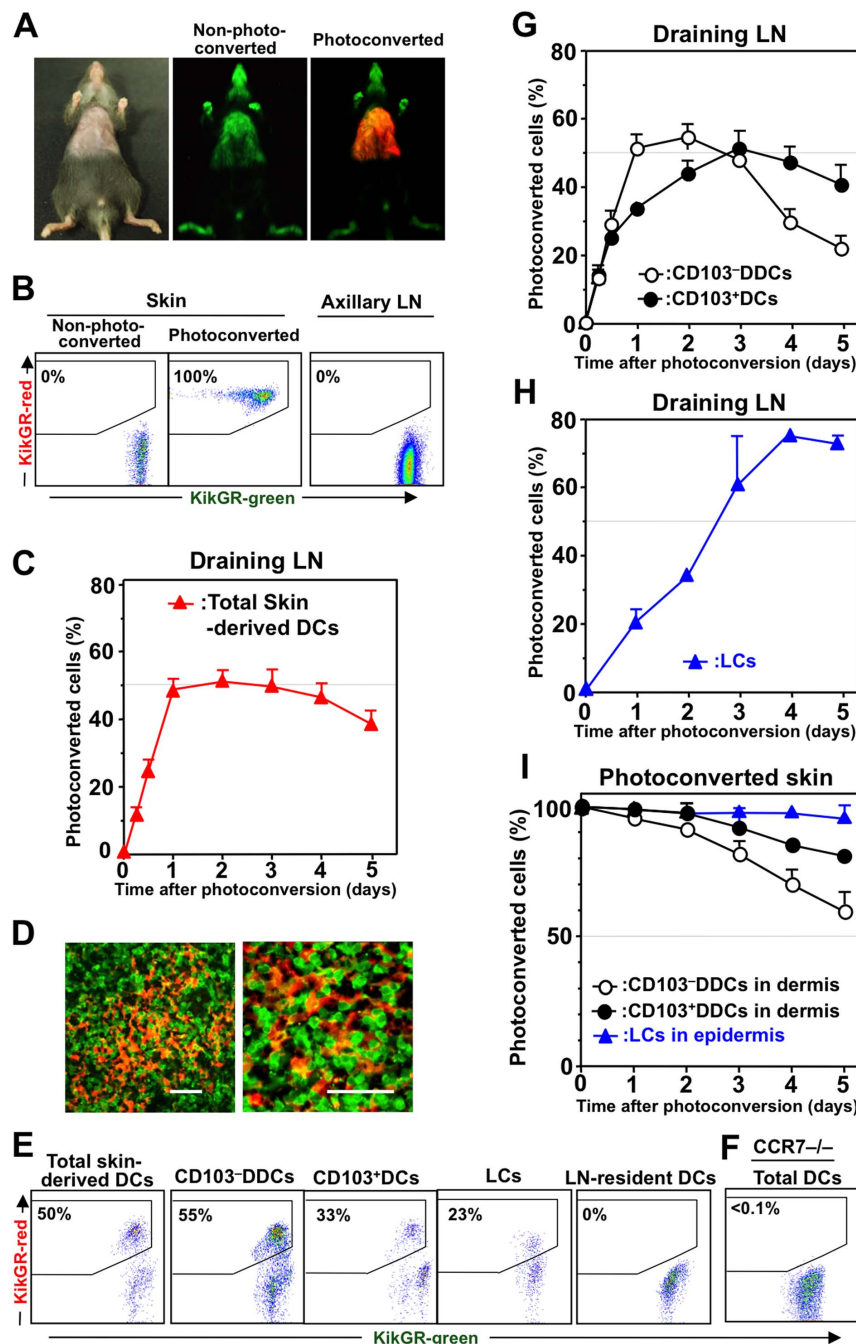 A
Non-photo-
converted
Photoconverted
B
Skin
Non-photo-
converted
Photoconverted
Axillary LN
0%
100%
0%
KikGR-red
KikGR-green
C
Draining LN
Photoconverted cells (%)
80
60
40
20
0
:Total Skin
-derived DCs
0 1 2 3 4 5
Time after photoconversion (days)
D
E
Total skin-
derived DCs
CD103–DDCs
CD103+DCs
LCs
LN-resident DCs
50%
55%
33%
23%
0%
KikGR-red
KikGR-green
F
CCR7–/–
Total DCs
<0.1%
G
Draining LN
Photoconverted cells (%)
80
60
40
20
0
:CD103–DDCs
:CD103+DCs
0 1 2 3 4 5
Time after photoconversion (days)
H
Draining LN
Photoconverted cells (%)
80
60
40
20
0
:LCs
0 1 2 3 4 5
Time after photoconversion (days)
I
Photoconverted skin
Photoconverted cells (%)
100
50
0
:CD103–DDCs in dermis
:CD103+DDCs in dermis
:LCs in epidermis
0 1 2 3 4 5
Time after photoconversion (days)